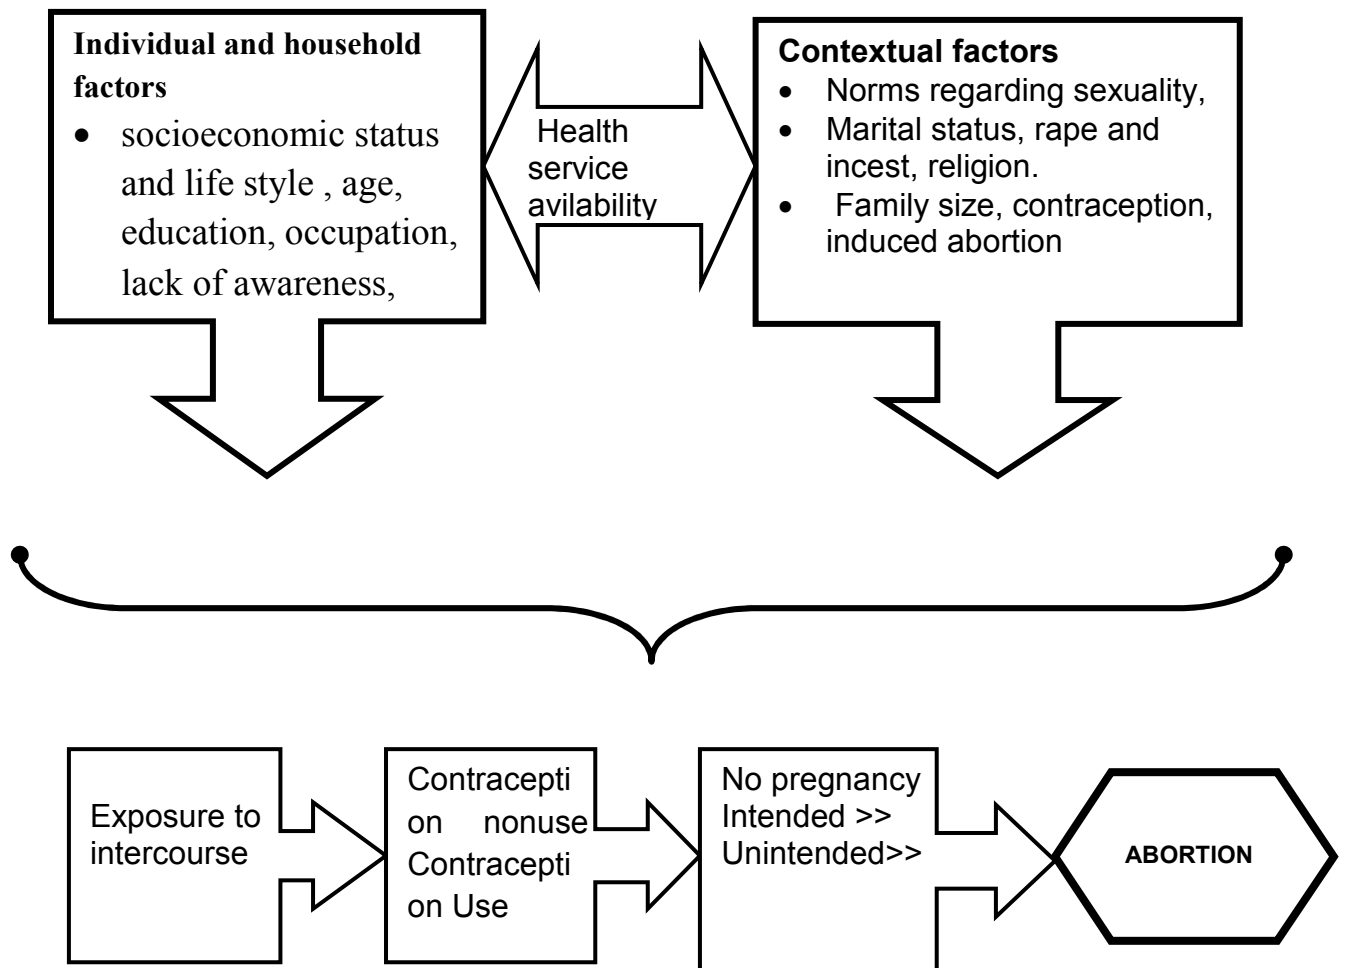 Individual and household
factors
• socioeconomic status
and life style , age,
education, occupation,
lack of awareness,
Health
service
avilability
Contextual factors
• Norms regarding sexuality,
• Marital status, rape and
incest, religion.
• Family size, contraception,
induced abortion
Exposure to
intercourse
Contracepti
on nonuse
Contracepti
on Use
No pregnancy
Intended >>
Unintended>>
ABORTION